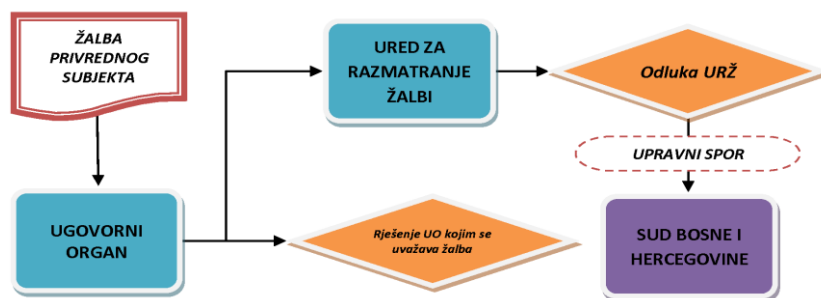 ŽALBA
PRIVREDNOG
SUBJEKTA
URED ZA
RAZMATRANJE
ŽALBI
Odluka URŽ
UPRAVNI SPOR
UGOVORNI
ORGAN
Rješenje UO kojim se
uvažava žalba
SUD BOSNE I
HERCEGOVINE